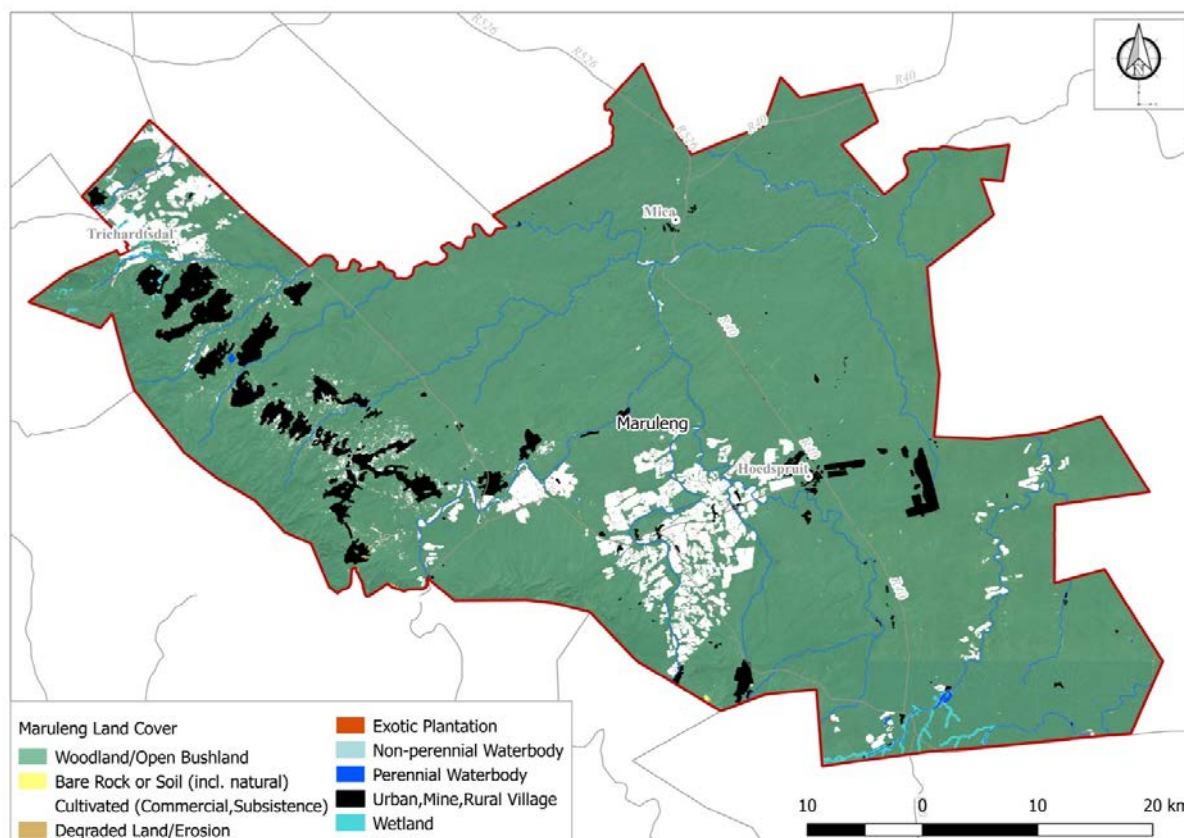 R526
R526
R40
R526
R40
Mica
Trichardtsdal
R40
Maruleng
R40
Hoedspruit
R40
N
Maruleng Land Cover
Woodland/Open Bushland
Bare Rock or Soil (incl. natural)
Cultivated (Commercial,Subsistence)
Degraded Land/Erosion
Exotic Plantation
Non-perennial Waterbody
Perennial Waterbody
Urban,Mine,Rural Village
Wetland
10 0 10 20 km